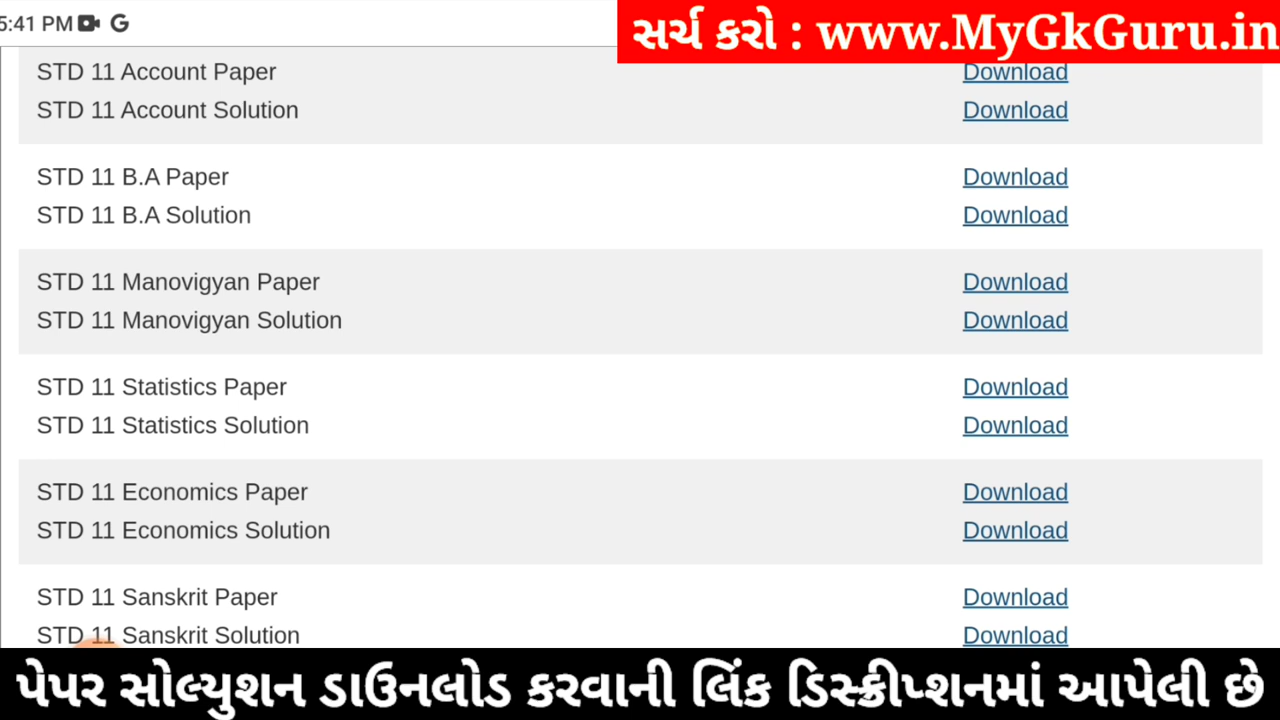 5:41 PM
સર્ચ કરો : www.MyGkGuru.in
STD 11 Account Paper Download
STD 11 Account Solution Download
STD 11 B.A Paper Download
STD 11 B.A Solution Download
STD 11 Manovigyan Paper Download
STD 11 Manovigyan Solution Download
STD 11 Statistics Paper Download
STD 11 Statistics Solution Download
STD 11 Economics Paper Download
STD 11 Economics Solution Download
STD 11 Sanskrit Paper Download
STD 11 Sanskrit Solution Download
પેપર સોલ્યુશન ડાઉનલોડ કરવાની લિંક ડિસ્ક્રીપ્શનમાં આપેલી છે